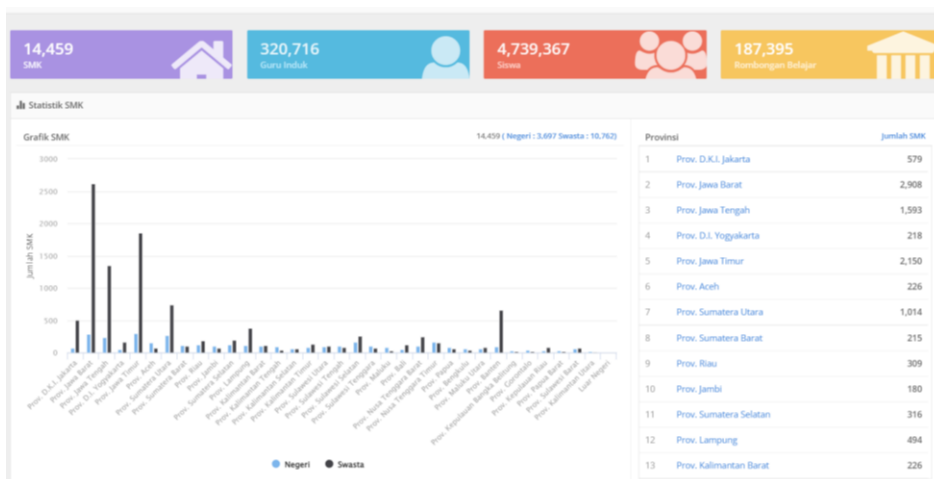 14,459
SMK
320,716
Guru Induk
4,739,367
Siswa
187,395
Rombongan Belajar
Statistik SMK
Grafik SMK
14,459 ( Negeri : 3,697 Swasta : 10,762)
3000
2500
2000
1500
1000
500
0
Jumlah SMK
Prov. D.K.I. Jakarta
Prov. Jawa Barat
Prov. Jawa Tengah
Prov. D.I. Yogyakarta
Prov. Jawa Timur
Prov. Aceh
Prov. Sumatera Utara
Prov. Sumatera Barat
Prov. Riau
Prov. Jambi
Prov. Sumatera Selatan
Prov. Lampung
Prov. Kalimantan Barat
Prov. Kalimantan Tengah
Prov. Kalimantan Selatan
Prov. Kalimantan Timur
Prov. Sulawesi Utara
Prov. Sulawesi Tengah
Prov. Sulawesi Selatan
Prov. Sulawesi Tenggara
Prov. Maluku
Prov. Bali
Prov. Nusa Tenggara Barat
Prov. Nusa Tenggara Timur
Prov. Papua
Prov. Bengkulu
Prov. Maluku Utara
Prov. Banten
Prov. Kepulauan Bangka Belitung
Prov. Gorontalo
Prov. Kepulauan Riau
Prov. Papua Barat
Prov. Sulawesi Barat
Prov. Kalimantan Utara
Luar Negeri
Negeri
Swasta
Provinsi Jumlah SMK
1 Prov. D.K.I. Jakarta 579
2 Prov. Jawa Barat 2,908
3 Prov. Jawa Tengah 1,593
4 Prov. D.I. Yogyakarta 218
5 Prov. Jawa Timur 2,150
6 Prov. Aceh 226
7 Prov. Sumatera Utara 1,014
8 Prov. Sumatera Barat 215
9 Prov. Riau 309
10 Prov. Jambi 180
11 Prov. Sumatera Selatan 316
12 Prov. Lampung 494
13 Prov. Kalimantan Barat 226